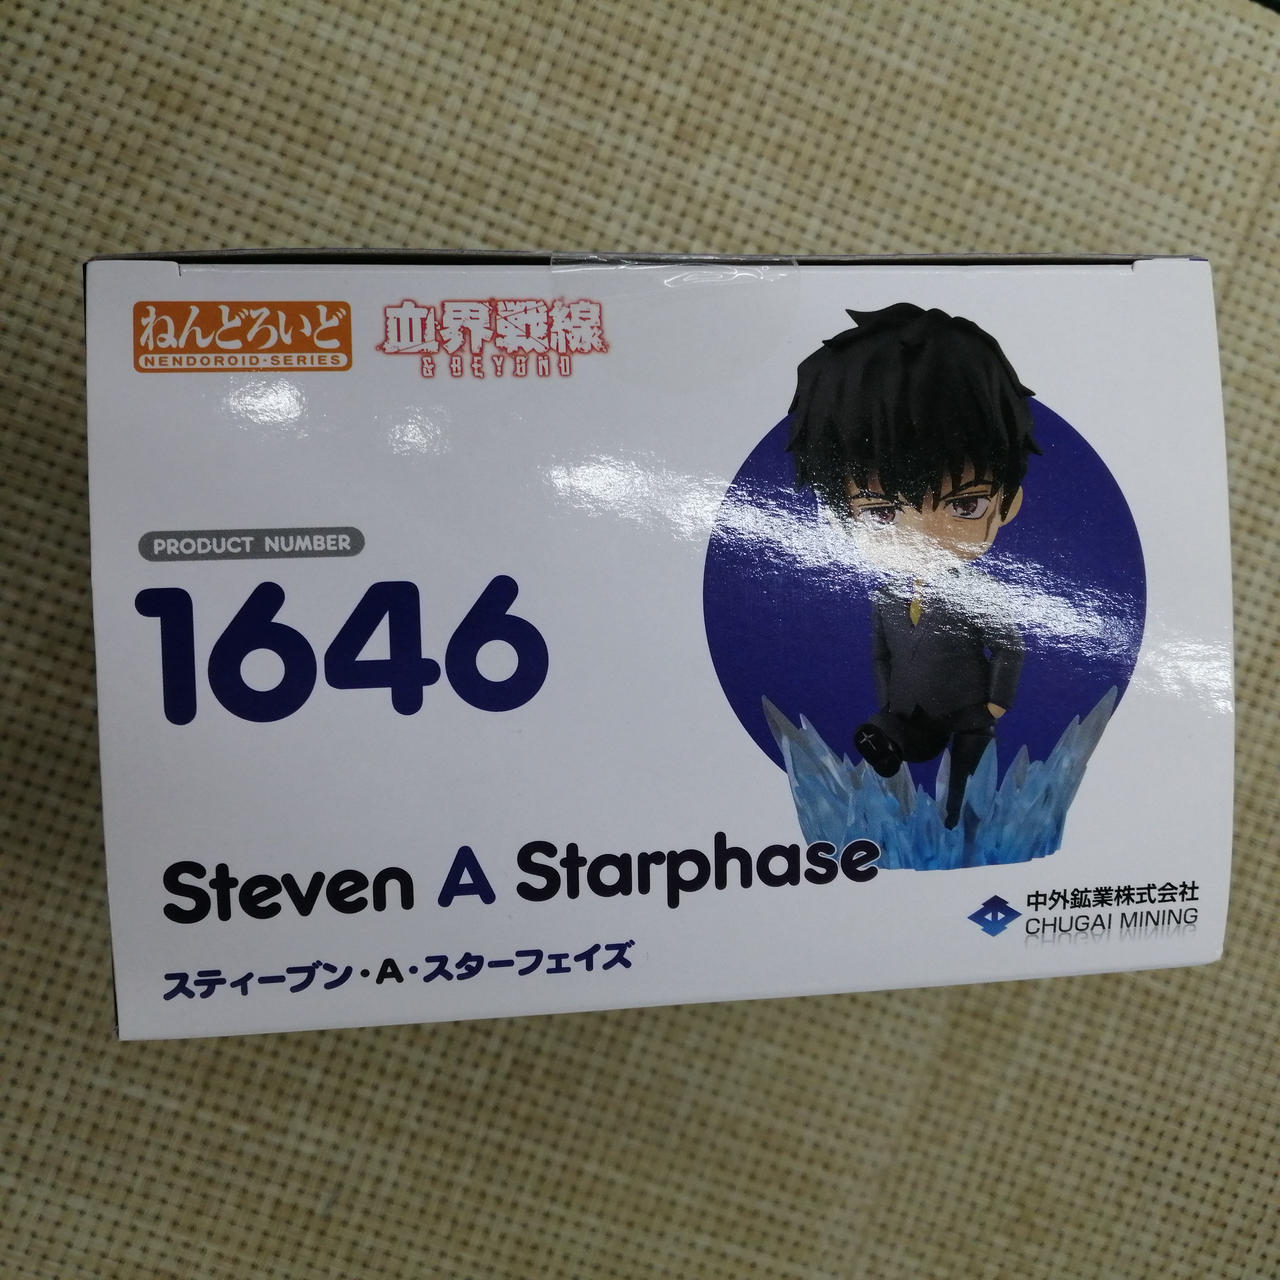 ねんどろいど
NENDOROID·SERIES
血界戦線
& BEYOND
PRODUCT NUMBER
1646
Steven A Starphase
スティーブン・A・スターフェイズ
中外鉱業株式会社
CHUGAI MINING